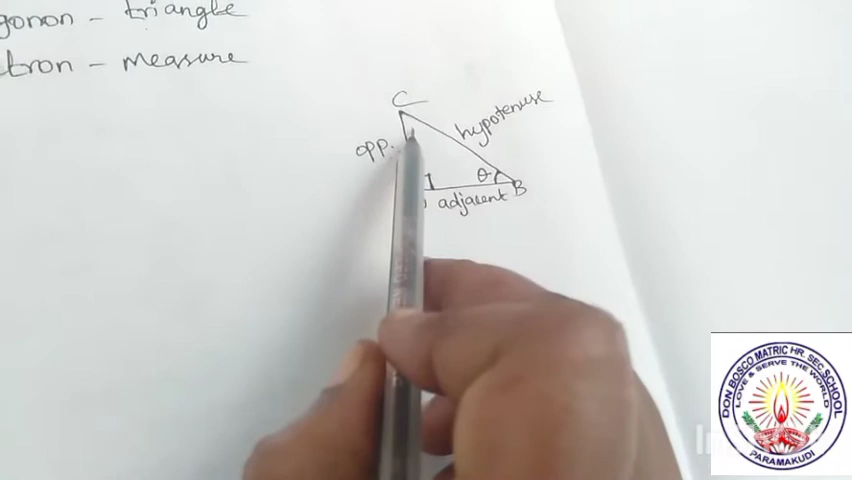 gonon - triangle
tron - measure
C
hypotenuse
opp.
θ
B
adjacent
DON BOSCO MATRIC HR. SEC. SCHOOL
LOVE & SERVE THE WORLD
PARAMAKUDI